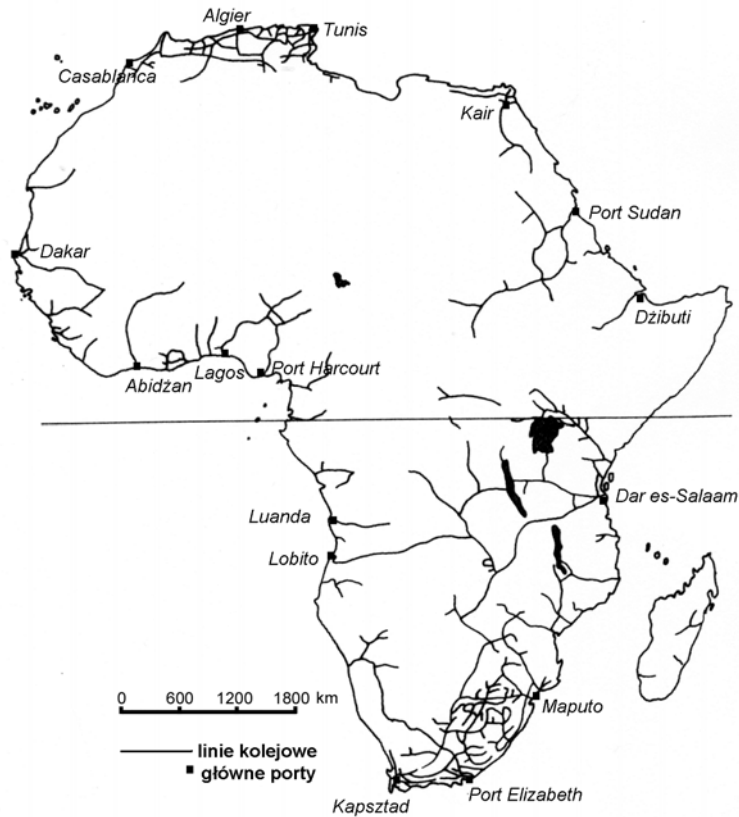 Algier
Tunis
Casablanca
Kair
Port Sudan
Dakar
Dżibuti
Abidżan
Lagos
Port Harcourt
Dar es-Salaam
Luanda
Lobito
0 600 1200 1800 km
Maputo
linie kolejowe
główne porty
Kapsztad
Port Elizabeth